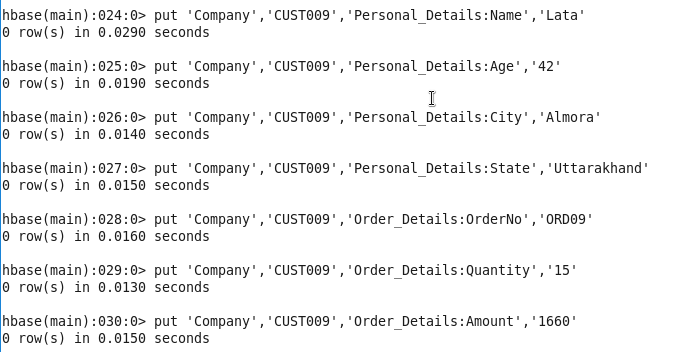 hbase(main):024:0> put 'Company','CUST009','Personal_Details:Name','Lata'
0 row(s) in 0.0290 seconds
hbase(main):025:0> put 'Company','CUST009','Personal_Details:Age','42'
0 row(s) in 0.0190 seconds
hbase(main):026:0> put 'Company','CUST009','Personal_Details:City','Almora'
0 row(s) in 0.0140 seconds
hbase(main):027:0> put 'Company','CUST009','Personal_Details:State','Uttarakhand'
0 row(s) in 0.0150 seconds
hbase(main):028:0> put 'Company','CUST009','Order_Details:OrderNo','ORD09'
0 row(s) in 0.0160 seconds
hbase(main):029:0> put 'Company','CUST009','Order_Details:Quantity','15'
0 row(s) in 0.0130 seconds
hbase(main):030:0> put 'Company','CUST009','Order_Details:Amount','1660'
0 row(s) in 0.0150 seconds